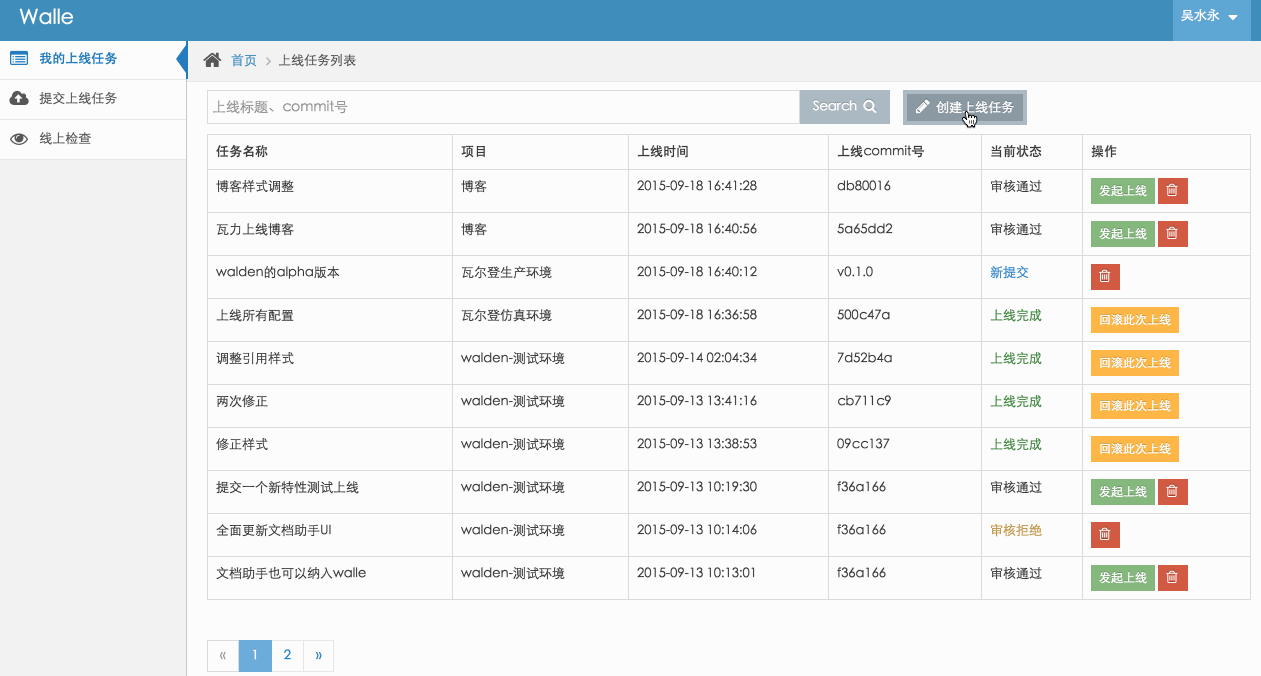 Walle
吴水永
我的上线任务
提交上线任务
线上检查
首页 > 上线任务列表
上线标题、commit号
Search
创建上线任务
任务名称 项目 上线时间 上线commit号 当前状态 操作
博客样式调整 博客 2015-09-18 16:41:28 db80016 审核通过 发起上线
瓦力上线博客 博客 2015-09-18 16:40:56 5a65dd2 审核通过 发起上线
walden的alpha版本 瓦尔登生产环境 2015-09-18 16:40:12 v0.1.0 新提交
上线所有配置 瓦尔登仿真环境 2015-09-18 16:36:58 500c47a 上线完成 回滚此次上线
调整引用样式 walden-测试环境 2015-09-14 02:04:34 7d52b4a 上线完成 回滚此次上线
两次修正 walden-测试环境 2015-09-13 13:41:16 cb711c9 上线完成 回滚此次上线
修正样式 walden-测试环境 2015-09-13 13:38:53 09cc137 上线完成 回滚此次上线
提交一个新特性测试上线 walden-测试环境 2015-09-13 10:19:30 f36a166 审核通过 发起上线
全面更新文档助手UI walden-测试环境 2015-09-13 10:14:06 f36a166 审核拒绝
文档助手也可以纳入walle walden-测试环境 2015-09-13 10:13:01 f36a166 审核通过 发起上线
« 1 2 »